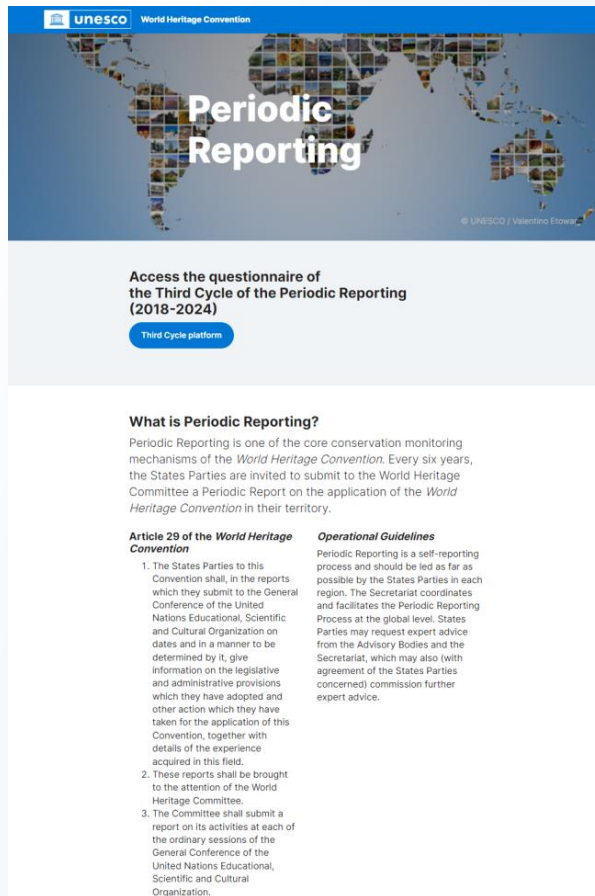 unesco World Heritage Convention
Periodic
Reporting
© UNESCO / Valentino Etowar
Access the questionnaire of
the Third Cycle of the Periodic Reporting
(2018-2024)
Third Cycle platform
What is Periodic Reporting?
Periodic Reporting is one of the core conservation monitoring
mechanisms of the World Heritage Convention. Every six years,
the States Parties are invited to submit to the World Heritage
Committee a Periodic Report on the application of the World
Heritage Convention in their territory.
Article 29 of the World Heritage
Convention
1. The States Parties to this
Convention shall, in the reports
which they submit to the General
Conference of the United
Nations Educational, Scientific
and Cultural Organization on
dates and in a manner to be
determined by it, give
information on the legislative
and administrative provisions
which they have adopted and
other action which they have
taken for the application of this
Convention, together with
details of the experience
acquired in this field.
2. These reports shall be brought
to the attention of the World
Heritage Committee.
3. The Committee shall submit a
report on its activities at each of
the ordinary sessions of the
General Conference of the
United Nations Educational,
Scientific and Cultural
Organization.
Operational Guidelines
Periodic Reporting is a self-reporting
process and should be led as far as
possible by the States Parties in each
region. The Secretariat coordinates
and facilitates the Periodic Reporting
Process at the global level. States
Parties may request expert advice
from the Advisory Bodies and the
Secretariat, which may also (with
agreement of the States Parties
concerned) commission further
expert advice.